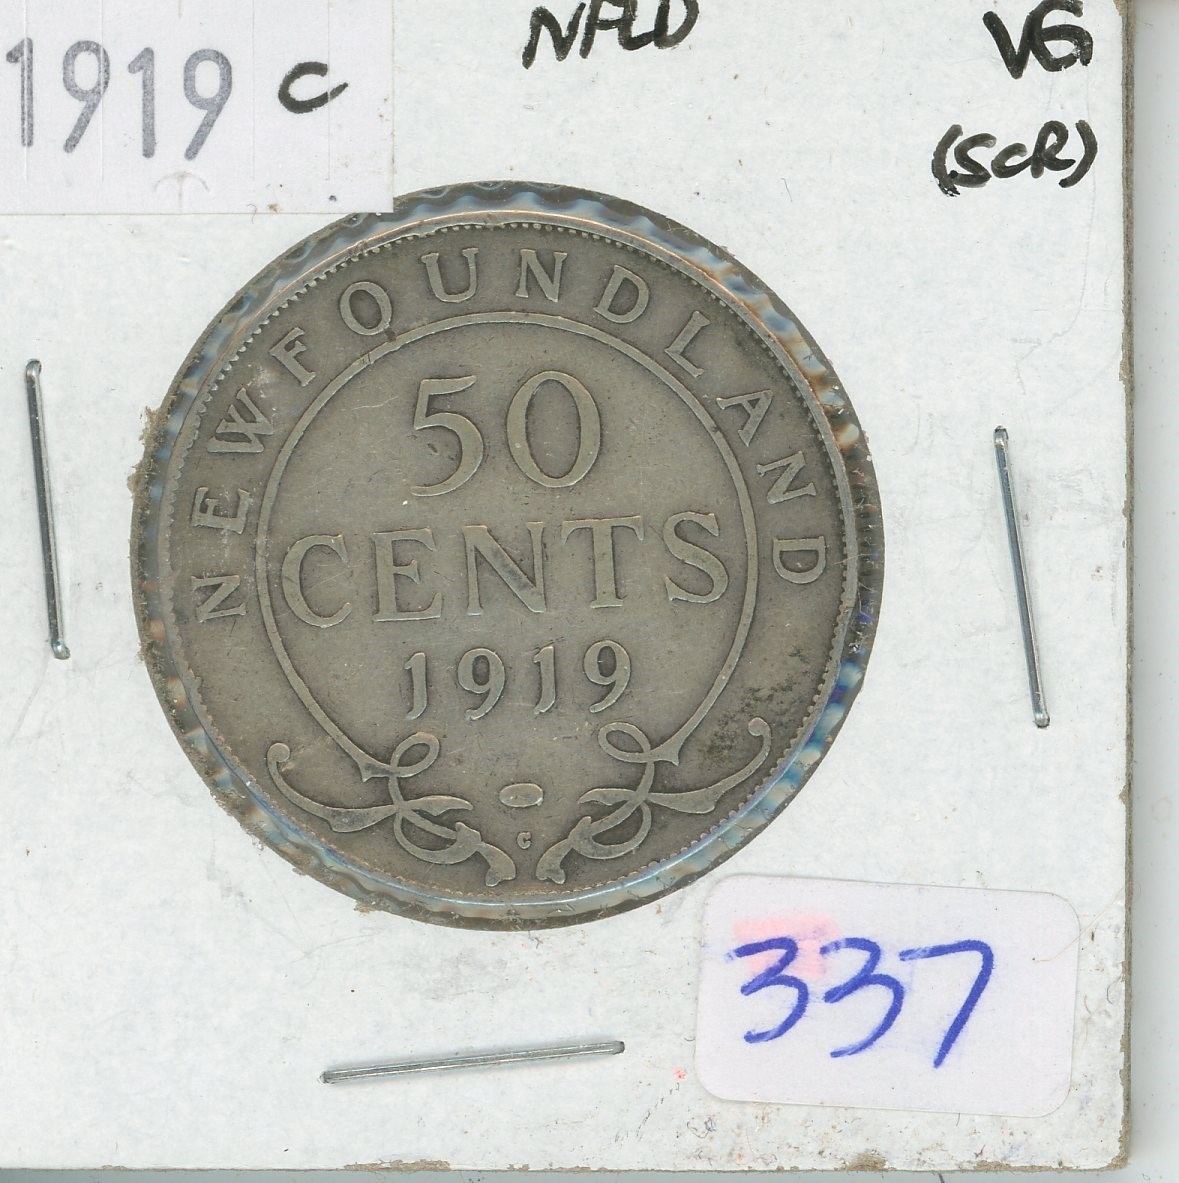 NFLD
VG
1919 C
(SCR)
NEWFOUNDLAND
50
CENTS
1919
C
337